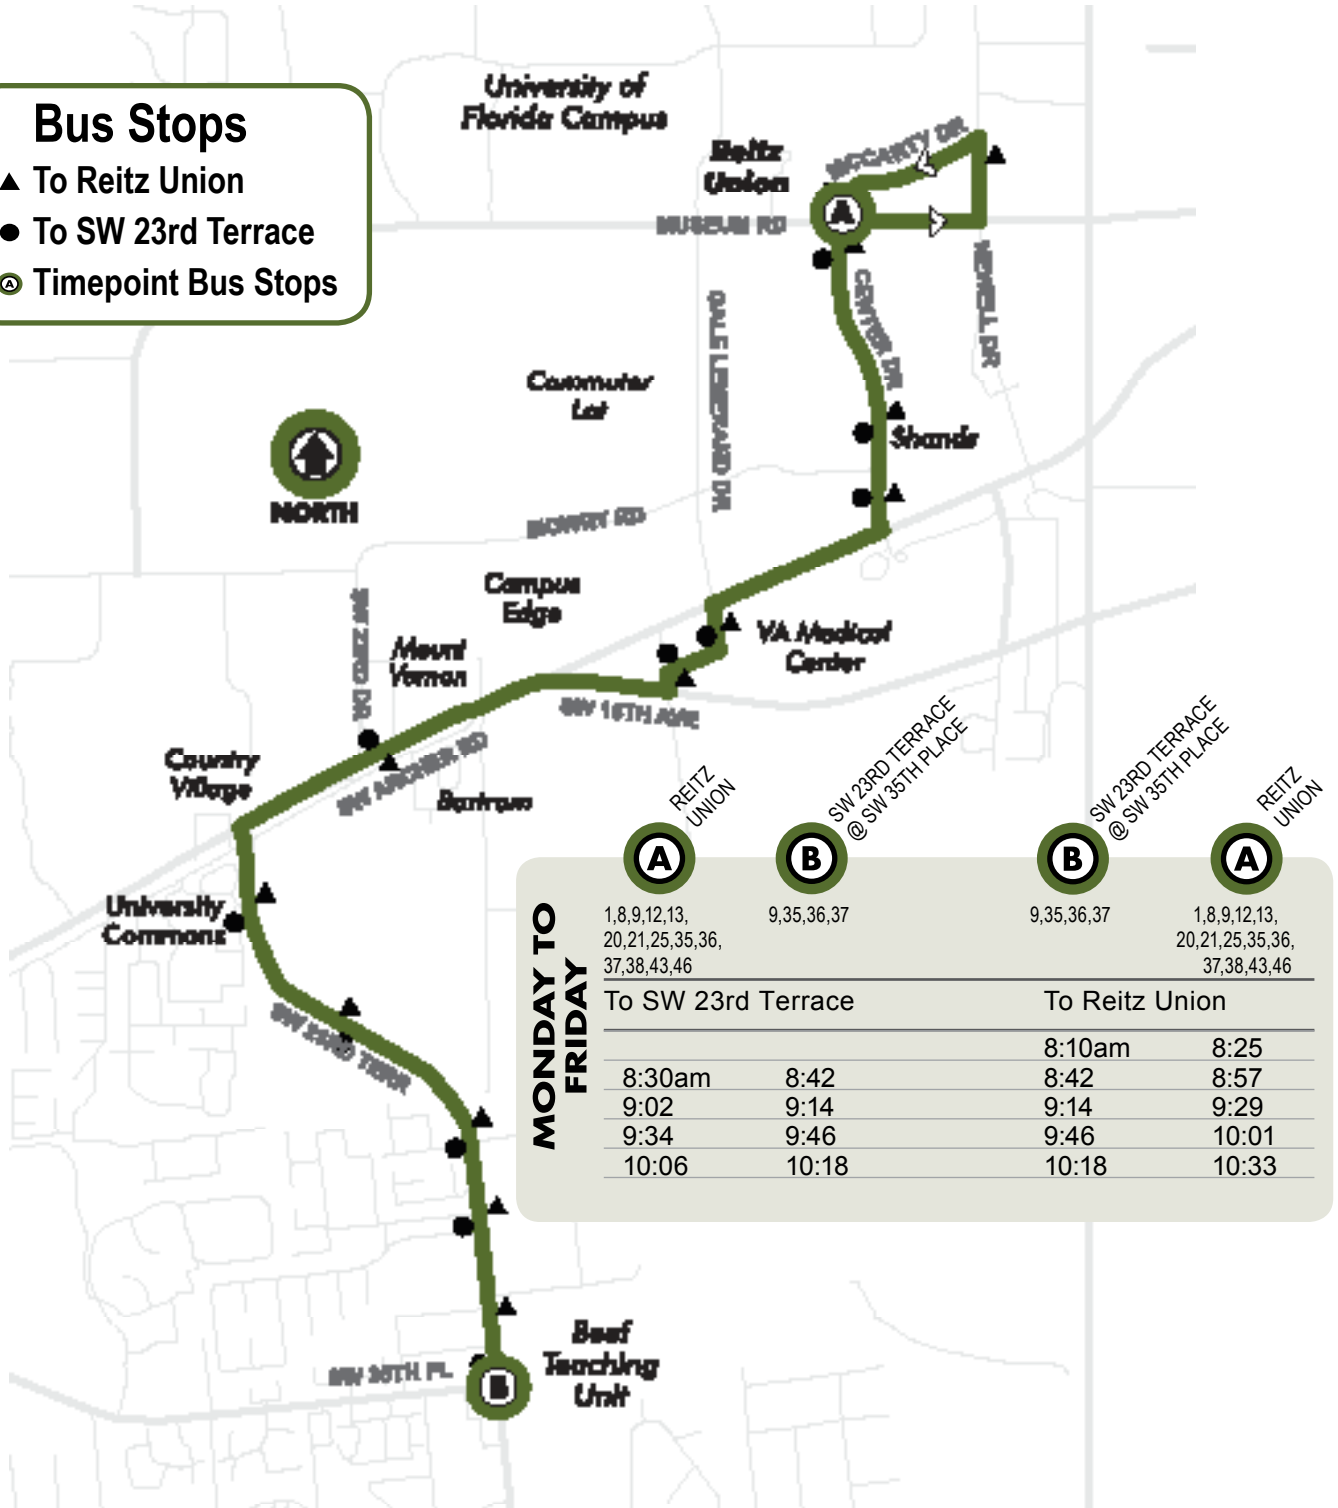 University of
Florida Campus
Bus Stops
To Reitz Union
To SW 23rd Terrace
A Timepoint Bus Stops
MCCARTY DR
Reitz
Union
A
MUSEUM RD
NEWELL DR
CENTER DR
GALE LEMERAND DR
Commuter
Lot
Shands
NORTH
MOWRY RD
Campus
Edge
SW 23RD DR
Mount
Vernon
VA Medical
Center
SW 16TH AVE
Country
Village
SW ARCHER RD
Bartram
University
Commons
SW 23RD TERR
Beef
Teaching
Unit
SW 35TH PL
B
REITZ
UNION
SW 23RD TERRACE
@ SW 35TH PLACE
SW 23RD TERRACE
@ SW 35TH PLACE
REITZ
UNION
A B B A
1,8,9,12,13, 9,35,36,37 9,35,36,37 1,8,9,12,13,
20,21,25,35,36, 20,21,25,35,36,
37,38,43,46 37,38,43,46
MONDAY TO
FRIDAY
To SW 23rd Terrace To Reitz Union
8:10am 8:25
8:30am 8:42 8:42 8:57
9:02 9:14 9:14 9:29
9:34 9:46 9:46 10:01
10:06 10:18 10:18 10:33